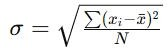 σ = √(∑(xᵢ−x̄)²/N)